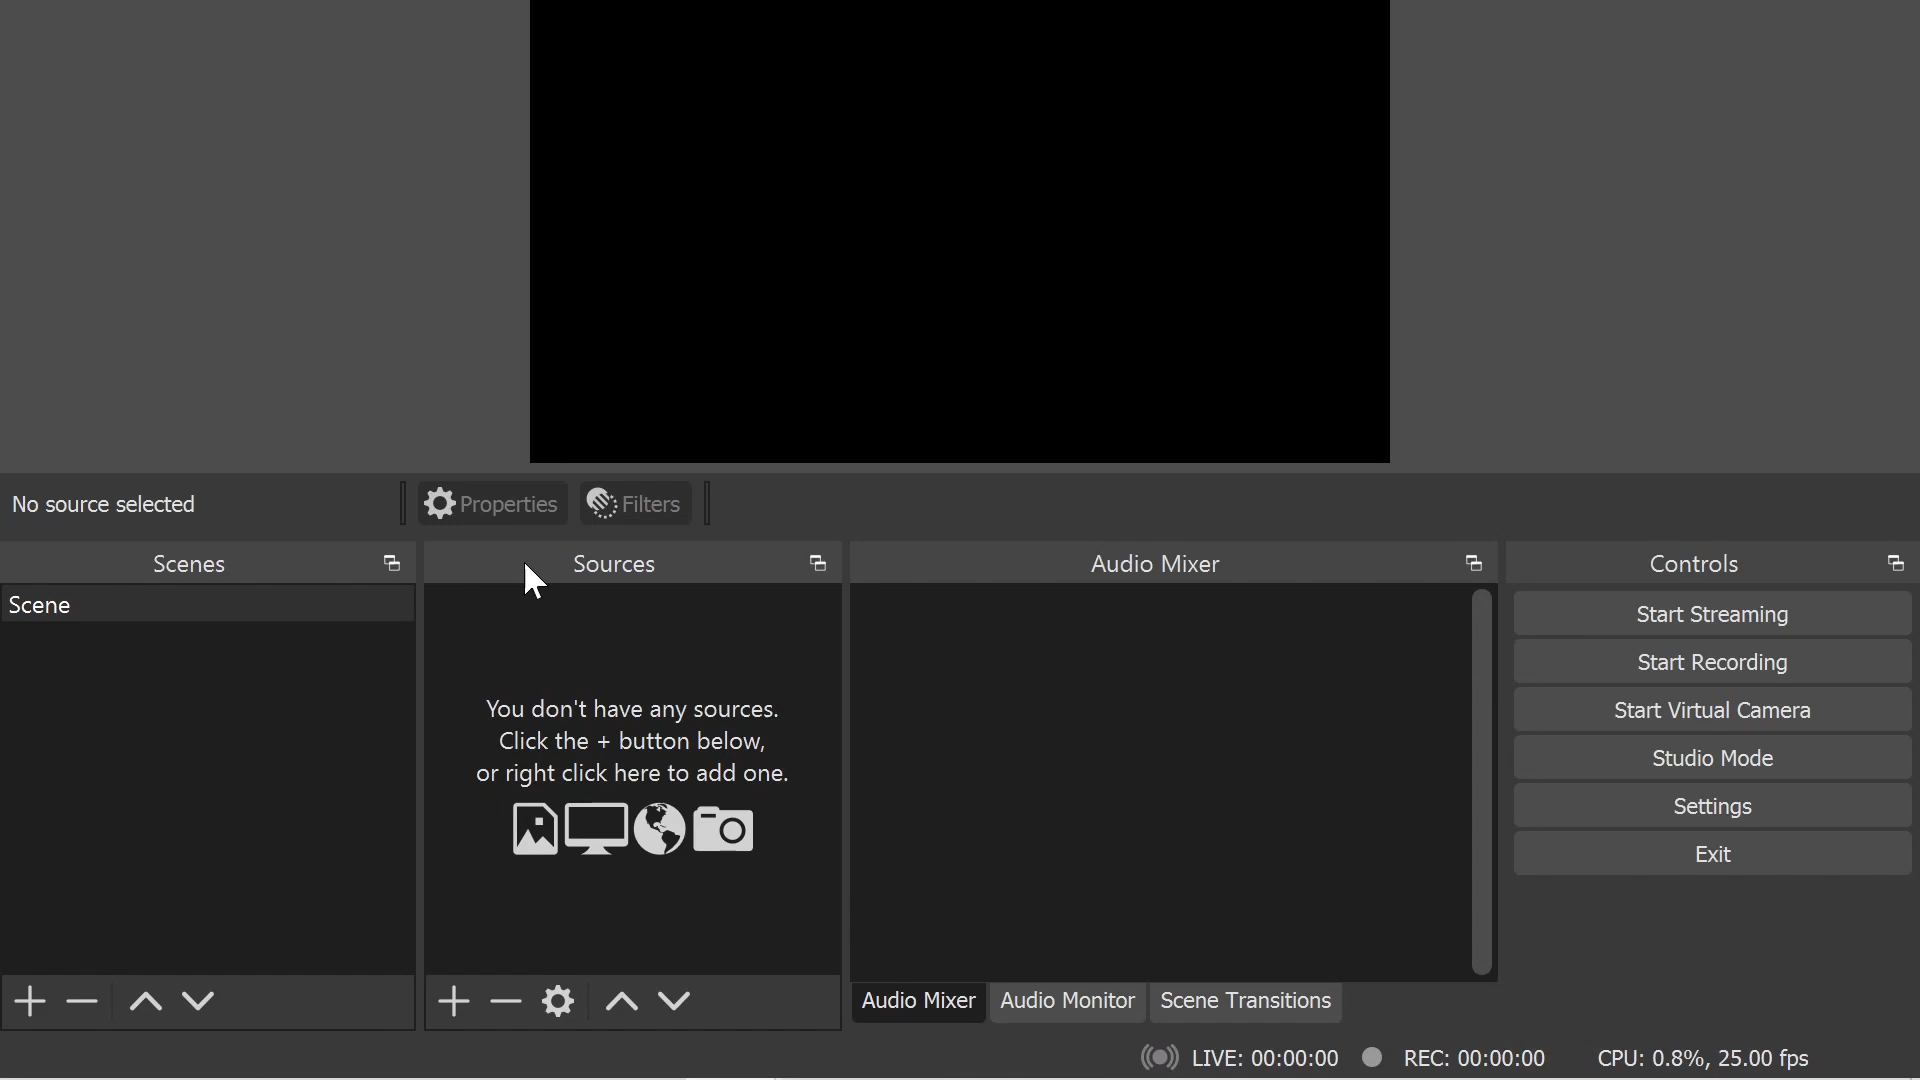 No source selected
Properties
Filters
Scenes
Sources
Audio Mixer
Controls
Scene
You don't have any sources.
Click the + button below,
or right click here to add one.
Start Streaming
Start Recording
Start Virtual Camera
Studio Mode
Settings
Exit
Audio Mixer
Audio Monitor
Scene Transitions
LIVE: 00:00:00
REC: 00:00:00
CPU: 0.8%, 25.00 fps